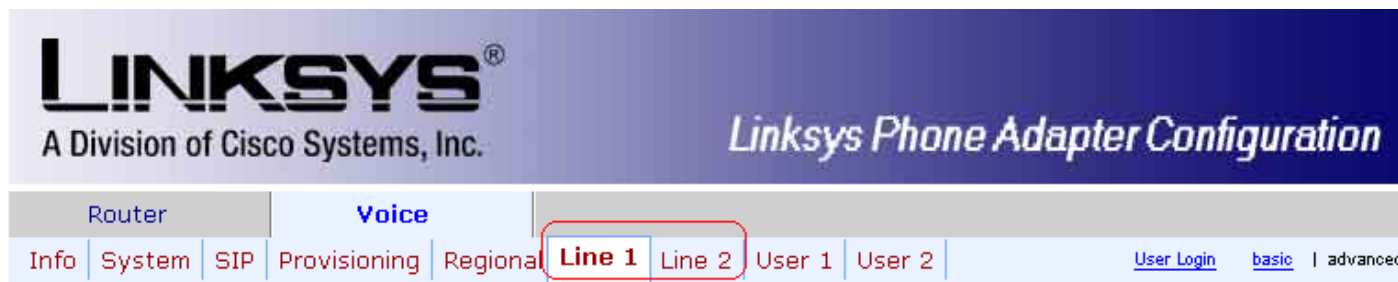 LINKSYS®
A Division of Cisco Systems, Inc.
Linksys Phone Adapter Configuration
Router Voice
Info System SIP Provisioning Regional Line 1 Line 2 User 1 User 2 User Login basic | advanced